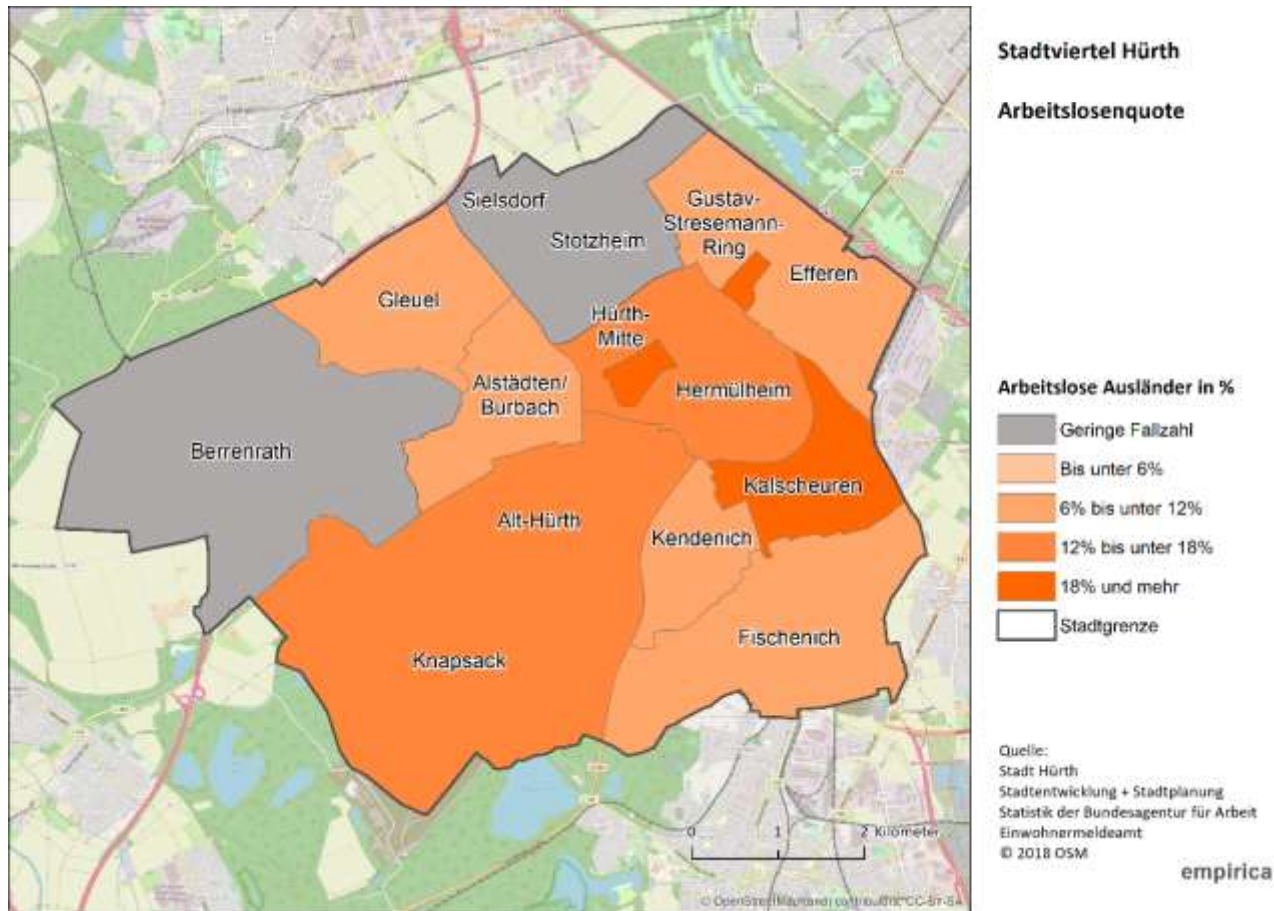 Stadtviertel Hürth
Arbeitslosenquote
Sielsdorf
Stotzheim
Gustav-
Stresemann-
Ring
Efferen
Gleuel
Hürth-
Mitte
Alstädten/
Burbach
Hermülheim
Berrenrath
Kalscheuren
Alt-Hürth
Kendenich
Fischenich
Knapsack
Arbeitslose Ausländer in %
Geringe Fallzahl
Bis unter 6%
6% bis unter 12%
12% bis unter 18%
18% und mehr
Stadtgrenze
0 1 2 Kilometer
Quelle:
Stadt Hürth
Stadtentwicklung + Stadtplanung
Statistik der Bundesagentur für Arbeit
Einwohnermeldeamt
© 2018 OSM
empirica